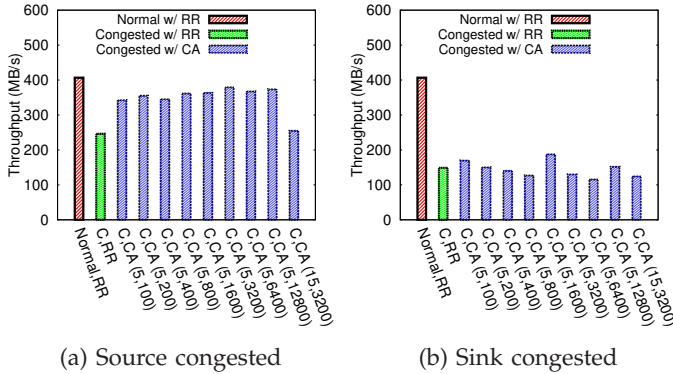 600
500
400
300
200
100
0
Throughput (MB/s)
Normal w/ RR
Congested w/ RR
Congested w/ CA
Normal,RR
C,RR
C,CA (5,100)
C,CA (5,200)
C,CA (5,400)
C,CA (5,800)
C,CA (5,1600)
C,CA (5,3200)
C,CA (5,6400)
C,CA (5,12800)
C,CA (15,3200)
(a) Source congested
600
500
400
300
200
100
0
Throughput (MB/s)
Normal w/ RR
Congested w/ RR
Congested w/ CA
Normal,RR
C,RR
C,CA (5,100)
C,CA (5,200)
C,CA (5,400)
C,CA (5,800)
C,CA (5,1600)
C,CA (5,3200)
C,CA (5,6400)
C,CA (5,12800)
C,CA (15,3200)
(b) Sink congested